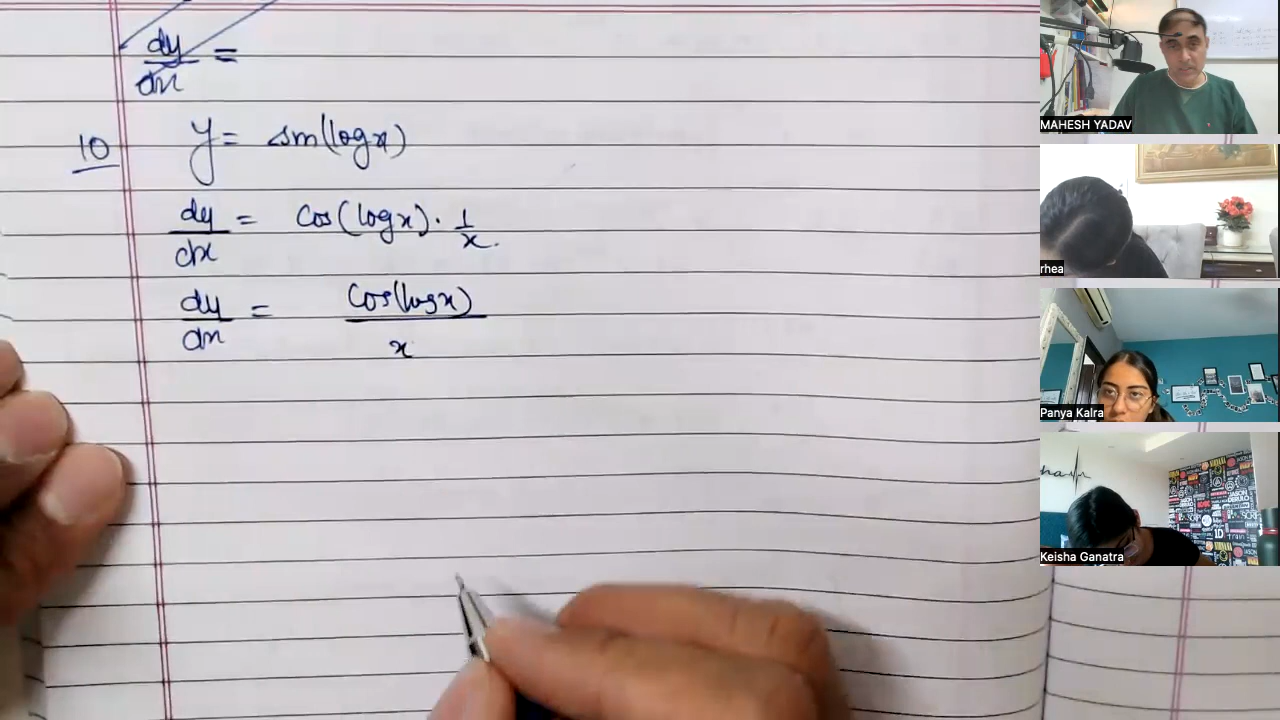 dy/dx =
10 y = sin(log x)
dy/dx = cos(log x) · 1/x.
dy/dx = cos(log x)/x
MAHESH YADAV
rhea
Panya Kalra
Keisha Ganatra